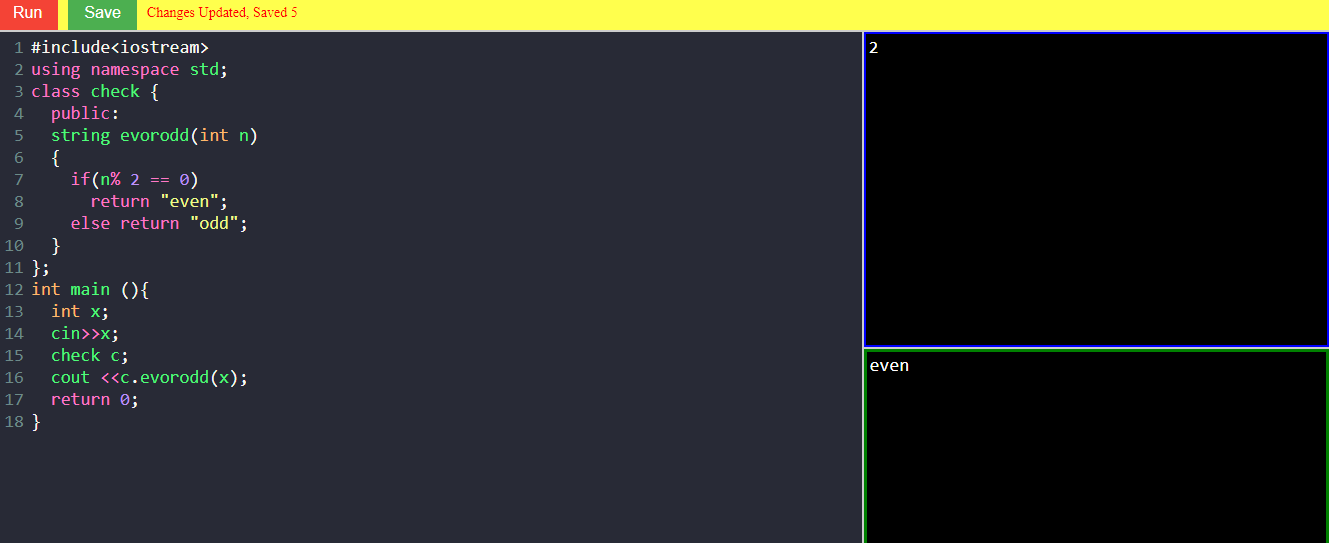 Run Save Changes Updated, Saved 5
1 #include<iostream>
2 using namespace std;
3 class check {
4   public:
5   string evorodd(int n)
6   {
7     if(n% 2 == 0)
8       return "even";
9     else return "odd";
10   }
11 };
12 int main (){
13   int x;
14   cin>>x;
15   check c;
16   cout <<c.evorodd(x);
17   return 0;
18 }
2
even